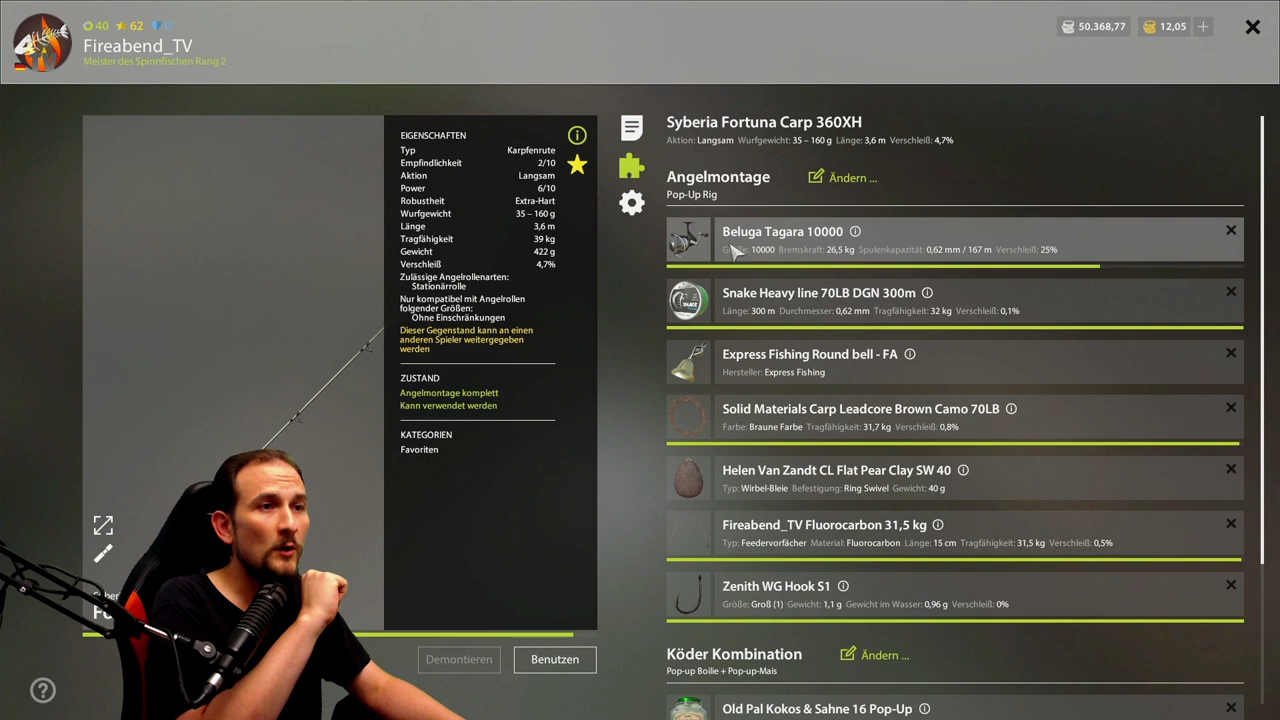 40 62 0
Fireabend_TV
Meister des Spinnfischen Rang 2
50.368,77 12,05 +
EIGENSCHAFTEN
Typ Karpfenrute
Empfindlichkeit 2/10
Aktion Langsam
Power 6/10
Robustheit Extra-Hart
Wurfgewicht 35 – 160 g
Länge 3,6 m
Tragfähigkeit 39 kg
Gewicht 422 g
Verschleiß 4,7%
Zulässige Angelrollenarten:
Stationärrolle
Nur kompatibel mit Angelrollen
folgender Größen:
Ohne Einschränkungen
Dieser Gegenstand kann an einen
anderen Spieler weitergegeben
werden
ZUSTAND
Angelmontage komplett
Kann verwendet werden
KATEGORIEN
Favoriten
Demontieren
Benutzen
Syberia Fortuna Carp 360XH
Aktion: Langsam Wurfgewicht: 35 – 160 g Länge: 3,6 m Verschleiß: 4,7%
Angelmontage Ändern ...
Pop-Up Rig
Beluga Tagara 10000
10000 Bremskraft: 26,5 kg Spulenkapazität: 0,62 mm / 167 m Verschleiß: 25%
Snake Heavy line 70LB DGN 300m
Länge: 300 m Durchmesser: 0,62 mm Tragfähigkeit: 32 kg Verschleiß: 0,1%
Express Fishing Round bell - FA
Hersteller: Express Fishing
Solid Materials Carp Leadcore Brown Camo 70LB
Farbe: Braune Farbe Tragfähigkeit: 31,7 kg Verschleiß: 0,8%
Helen Van Zandt CL Flat Pear Clay SW 40
Typ: Wirbel-Bleie Befestigung: Ring Swivel Gewicht: 40 g
Fireabend_TV Fluorocarbon 31,5 kg
Typ: Feedervorfächer Material: Fluorocarbon Länge: 15 cm Tragfähigkeit: 31,5 kg Verschleiß: 0,5%
Zenith WG Hook S1
Größe: Groß (1) Gewicht: 1,1 g Gewicht im Wasser: 0,96 g Verschleiß: 0%
Köder Kombination Ändern ...
Pop-up Boilie + Pop-up-Mais
Old Pal Kokos & Sahne 16 Pop-Up